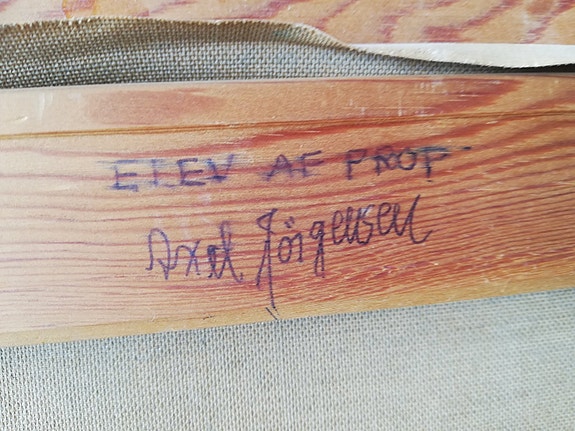 ELEV AF PROF
Axel Jörgensen